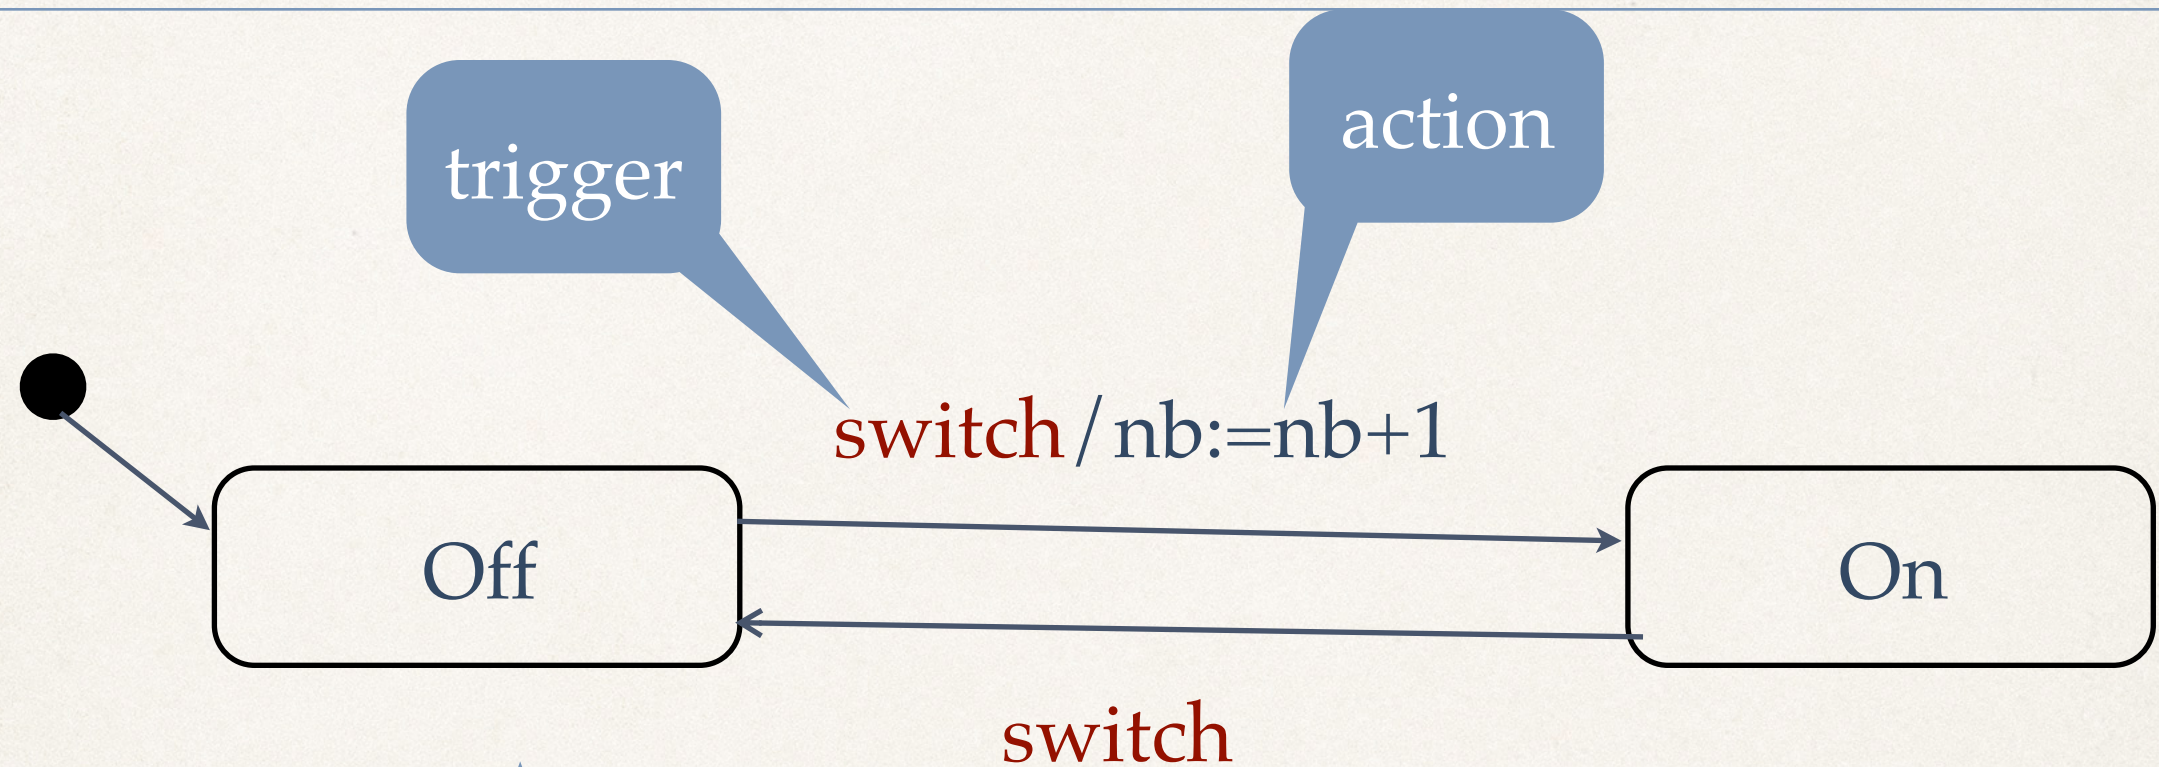 action
trigger
switch/nb:=nb+1
Off
On
switch